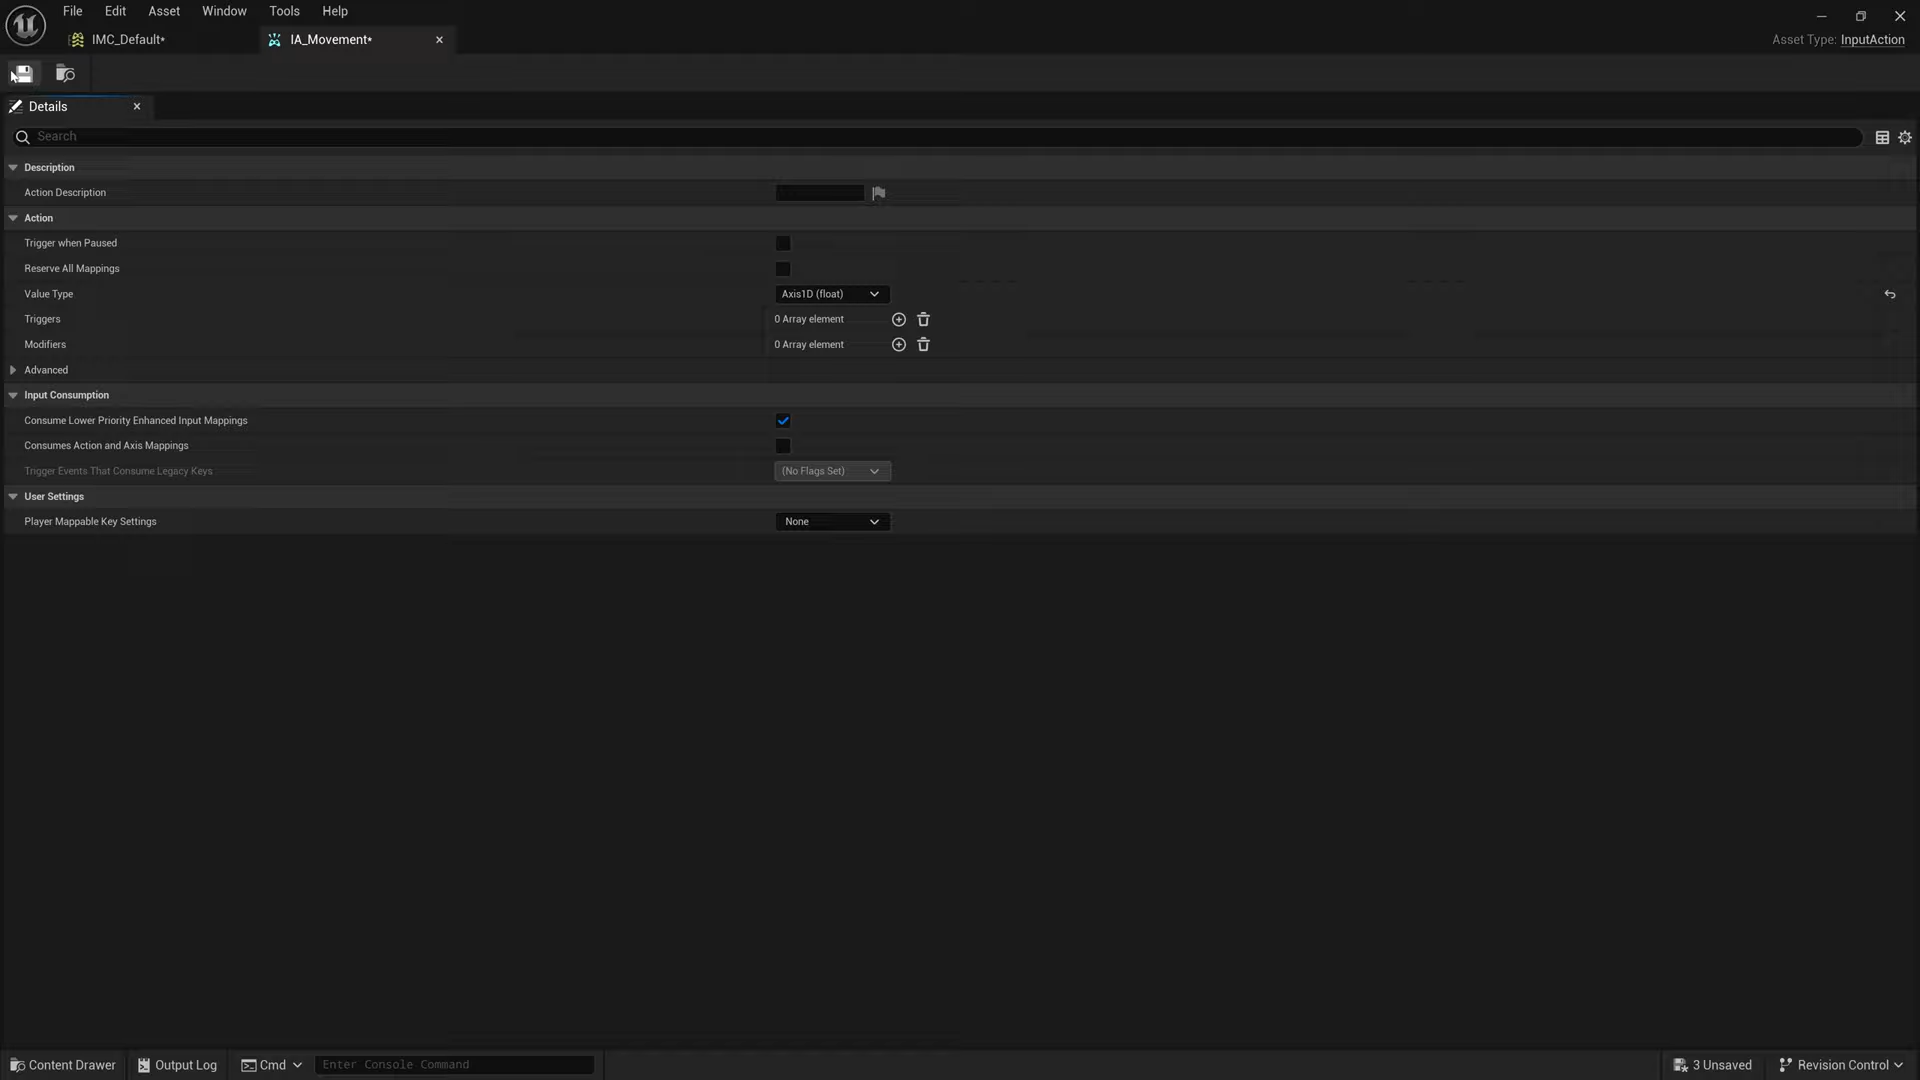 File Edit Asset Window Tools Help
IMC_Default* IA_Movement* Asset Type: InputAction
Details
Search
Description
Action Description
Action
Trigger when Paused
Reserve All Mappings
Value Type Axis1D (float)
Triggers 0 Array element
Modifiers 0 Array element
Advanced
Input Consumption
Consume Lower Priority Enhanced Input Mappings
Consumes Action and Axis Mappings
Trigger Events That Consume Legacy Keys (No Flags Set)
User Settings
Player Mappable Key Settings None
Content Drawer Output Log Cmd Enter Console Command 3 Unsaved Revision Control